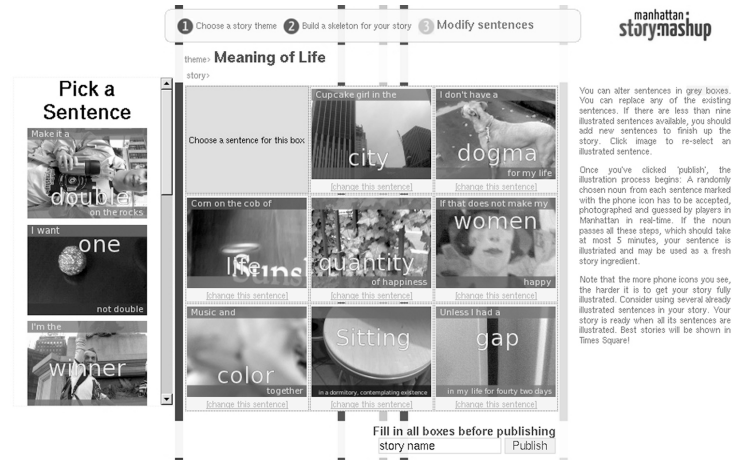 1 Choose a story theme 2 Build a skeleton for your story 3 Modify sentences
manhattan
story:mashup
theme> Meaning of Life
story>
Pick a
Sentence
Make it a
double
on the rocks
I want
one
not double
I'm the
winner
Choose a sentence for this box
Cupcake girl in the
city
[change this sentence]
I don't have a
dogma
for my life
[change this sentence]
Corn on the cob of
life
[change this sentence]
quantity
of happiness
[change this sentence]
If that does not make my
women
happy
[change this sentence]
Music and
color
together
[change this sentence]
Sitting
in a dormitory, contemplating existence
[change this sentence]
Unless I had a
gap
in my life for fourty two days
[change this sentence]
Fill in all boxes before publishing
story name Publish
You can alter sentences in grey boxes.
You can replace any of the existing
sentences. If there are less than nine
illustrated sentences available, you should
add new sentences to finish up the
story. Click image to re-select an
illustrated sentence.
Once you've clicked 'publish', the
illustration process begins: A randomly
chosen noun from each sentence marked
with the phone icon has to be accepted,
photographed and guessed by players in
Manhattan in real-time. If the noun
passes all these steps, which should take
at most 5 minutes, your sentence is
illustrated and may be used as a fresh
story ingredient.
Note that the more phone icons you see,
the harder it is to get your story fully
illustrated. Consider using several already
illustrated sentences in your story. Your
story is ready when all its sentences are
illustrated. Best stories will be shown in
Times Square!